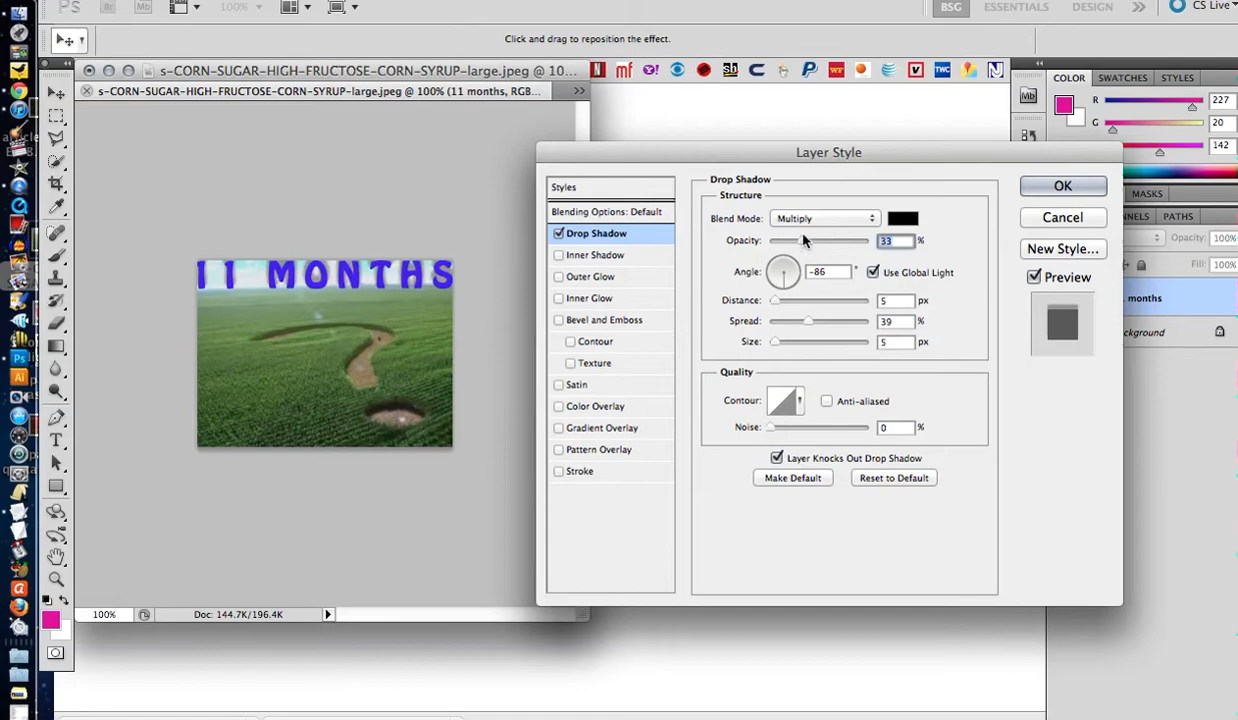 Ps Br Mb 100% BSG ESSENTIALS DESIGN CS Live
Click and drag to reposition the effect.
s-CORN-SUGAR-HIGH-FRUCTOSE-CORN-SYRUP-large.jpeg @ 10...
s-CORN-SUGAR-HIGH-FRUCTOSE-CORN-SYRUP-large.jpeg @ 100% (11 months, RGB...
COLOR SWATCHES STYLES
R 227
G 20
142
MASKS
NNELS PATHS
Opacity: 100%
Fill: 100%
months
ckground
11 MONTHS
100% Doc: 144.7K/196.4K
Layer Style
Styles
Blending Options: Default
Drop Shadow
Inner Shadow
Outer Glow
Inner Glow
Bevel and Emboss
Contour
Texture
Satin
Color Overlay
Gradient Overlay
Pattern Overlay
Stroke
Drop Shadow
Structure
Blend Mode: Multiply
Opacity: 33 %
Angle: -86 ° Use Global Light
Distance: 5 px
Spread: 39 %
Size: 5 px
Quality
Contour: Anti-aliased
Noise: 0 %
Layer Knocks Out Drop Shadow
Make Default Reset to Default
OK
Cancel
New Style...
Preview